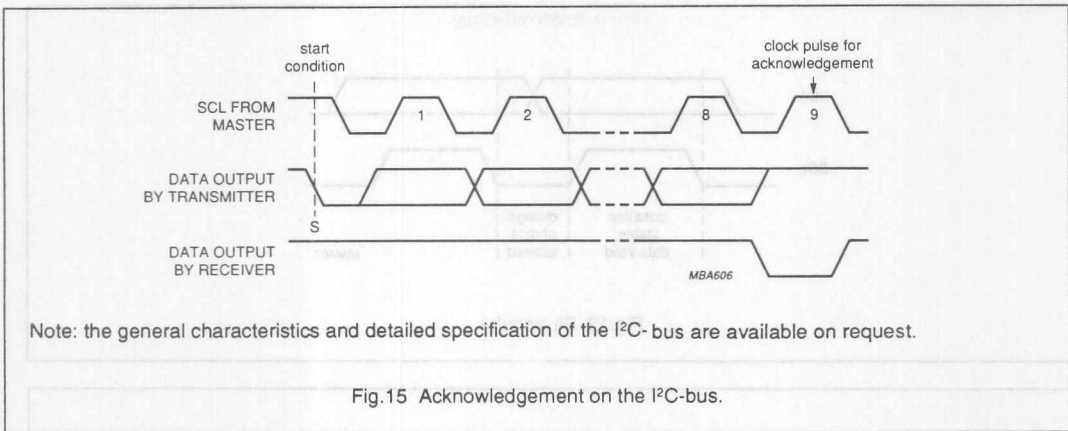 start
condition
clock pulse for
acknowledgement
SCL FROM
MASTER
1
2
8
9
DATA OUTPUT
BY TRANSMITTER
S
DATA OUTPUT
BY RECEIVER
MBA606
Note: the general characteristics and detailed specification of the I²C- bus are available on request.
Fig.15 Acknowledgement on the I²C-bus.